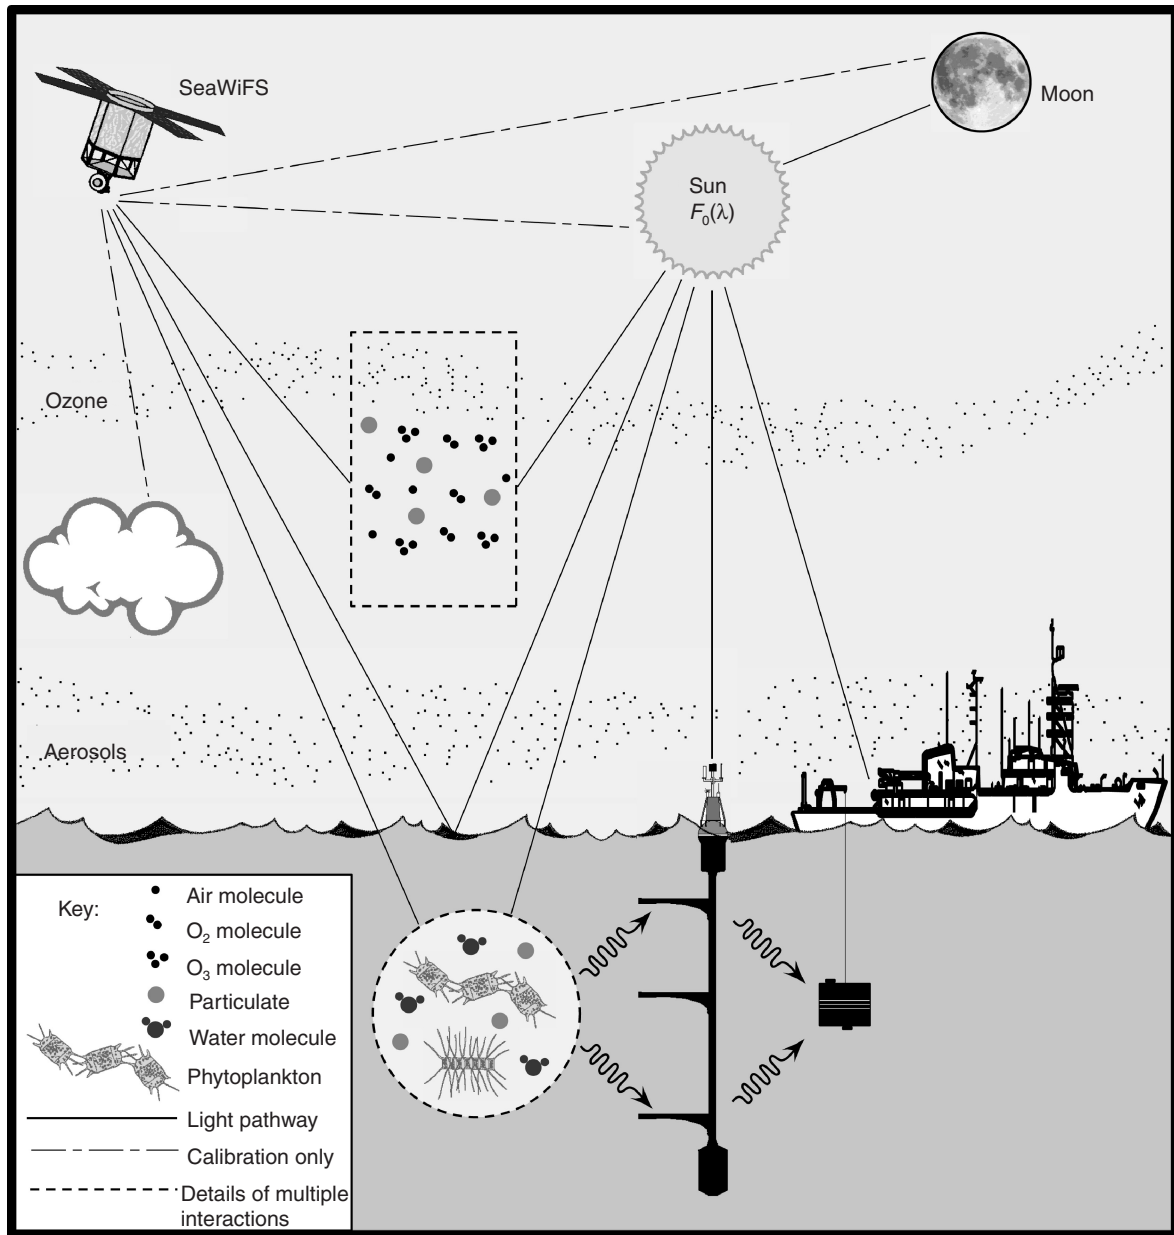 SeaWiFS
Moon
Sun
F₀(λ)
Ozone
Aerosols
Key:
Air molecule
O₂ molecule
O₃ molecule
Particulate
Water molecule
Phytoplankton
Light pathway
Calibration only
Details of multiple
interactions